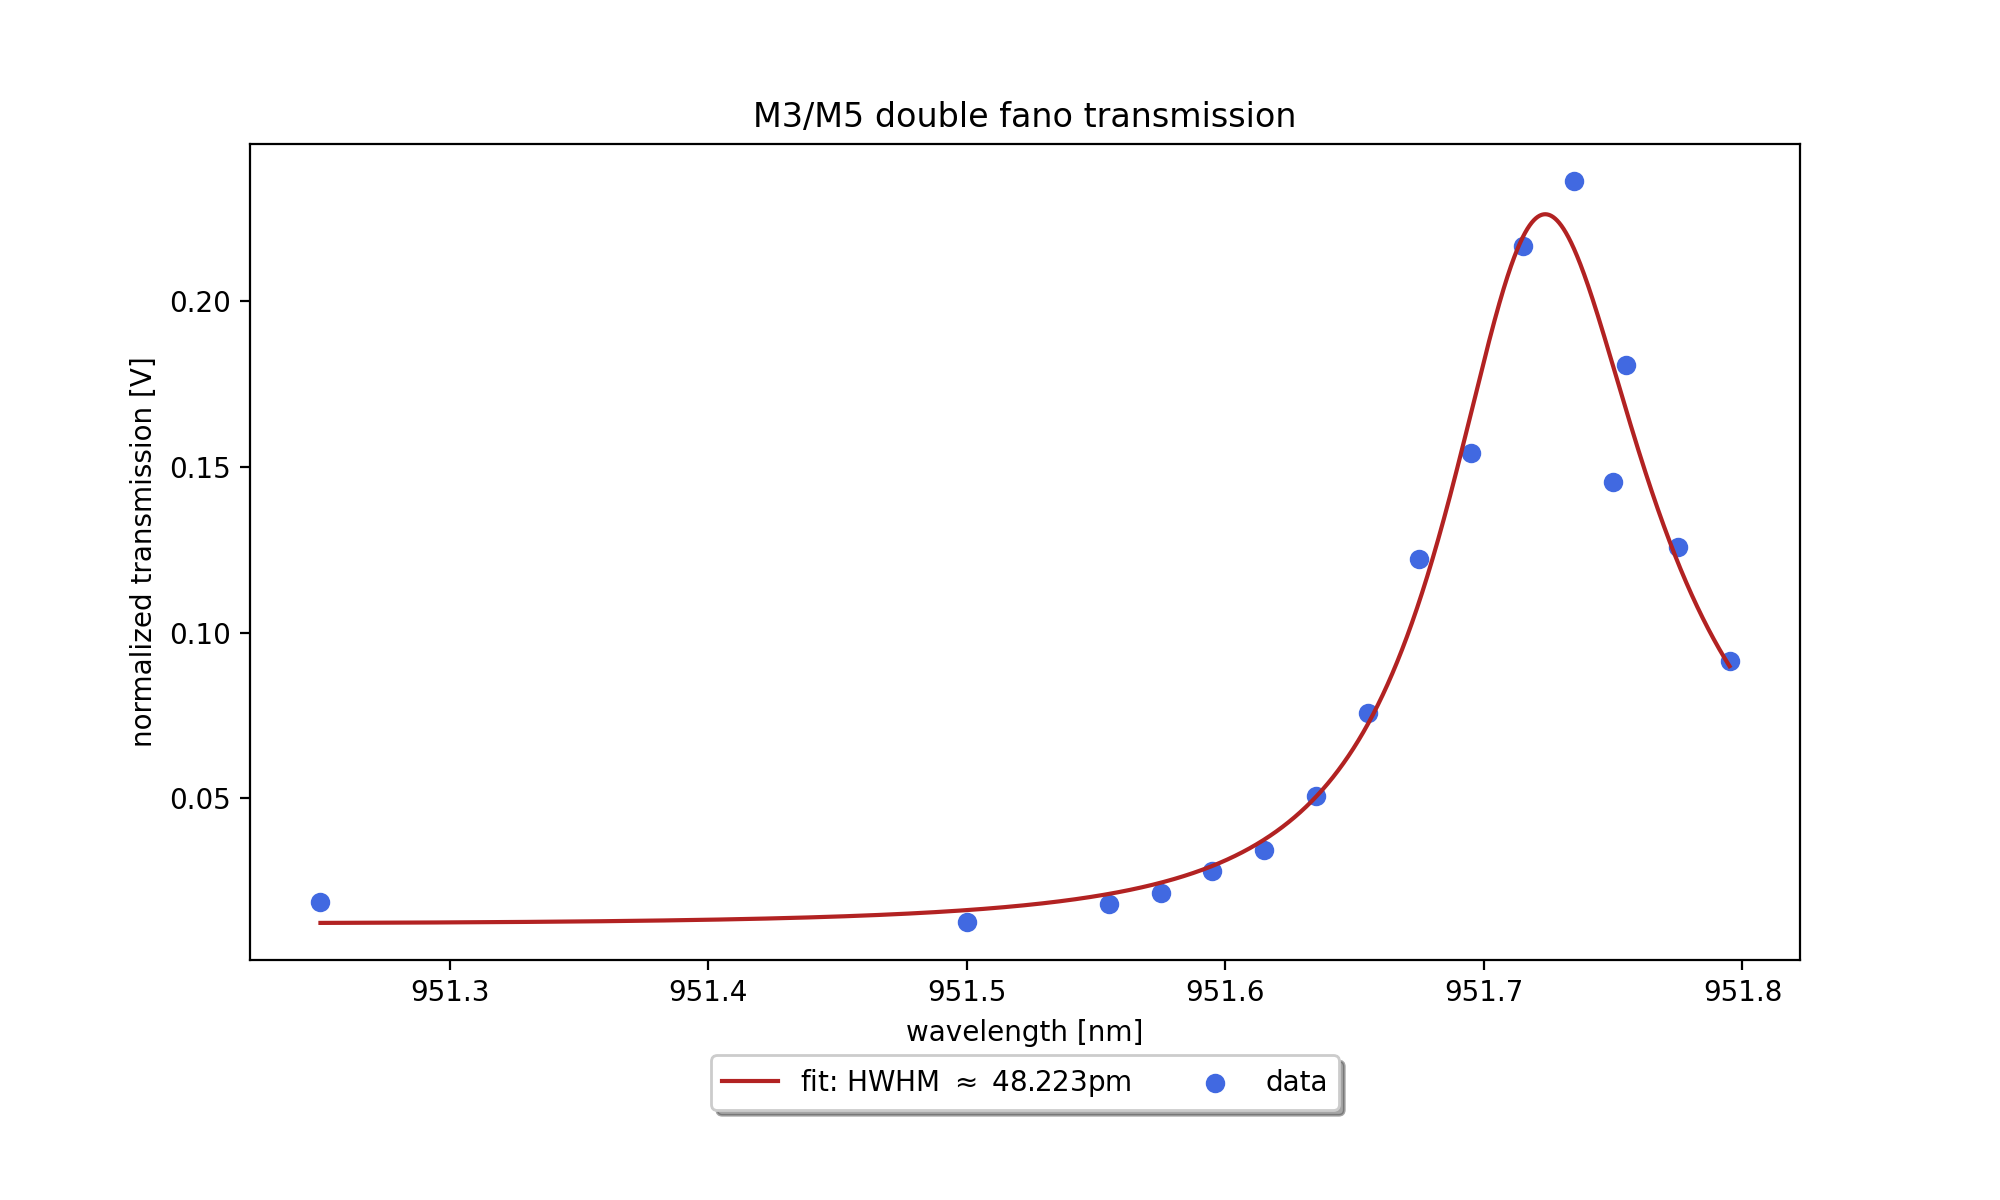 M3/M5 double fano transmission
normalized transmission [V]
0.20
0.15
0.10
0.05
951.3 951.4 951.5 951.6 951.7 951.8
wavelength [nm]
fit: HWHM ≈ 48.223pm data